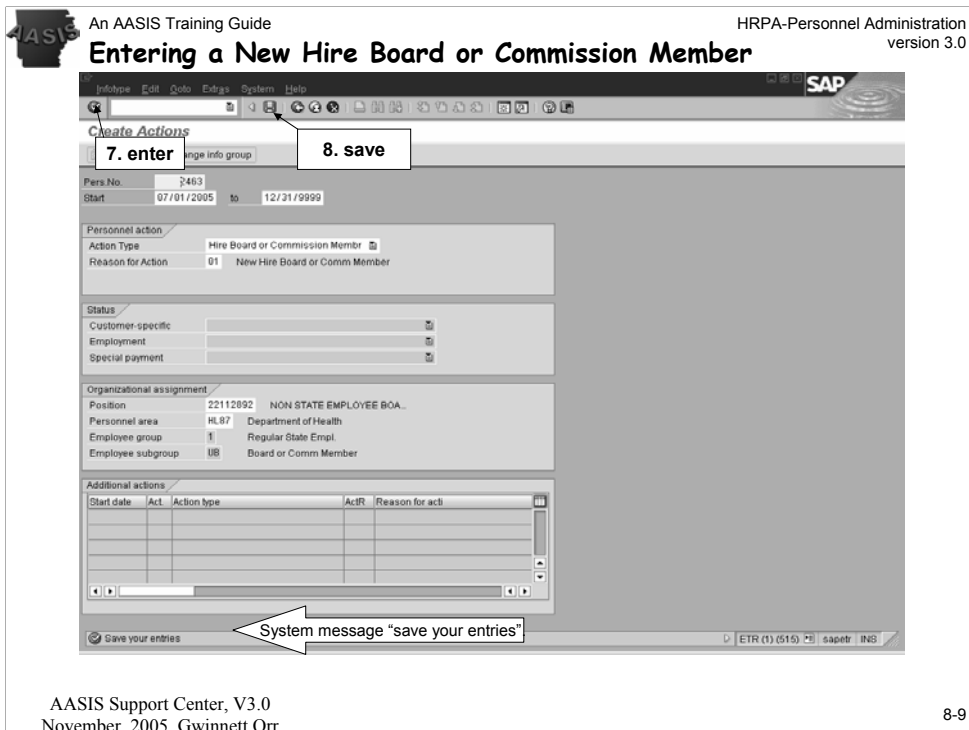 AASIS
An AASIS Training Guide
HRPA-Personnel Administration
version 3.0
Entering a New Hire Board or Commission Member
Infotype Edit Goto Extras System Help
SAP
Create Actions
7. enter
ange info group
8. save
Pers.No. 2463
Start 07/01/2005 to 12/31/9999
Personnel action
Action Type Hire Board or Commission Membr
Reason for Action 01 New Hire Board or Comm Member
Status
Customer-specific
Employment
Special payment
Organizational assignment
Position 22112892 NON STATE EMPLOYEE BOA..
Personnel area HL87 Department of Health
Employee group 1 Regular State Empl.
Employee subgroup UB Board or Comm Member
Additional actions
Start date Act. Action type ActR Reason for acti
Save your entries
System message "save your entries".
ETR (1) (515) sapetr INS
AASIS Support Center, V3.0
November, 2005, Gwinnett Orr
8-9